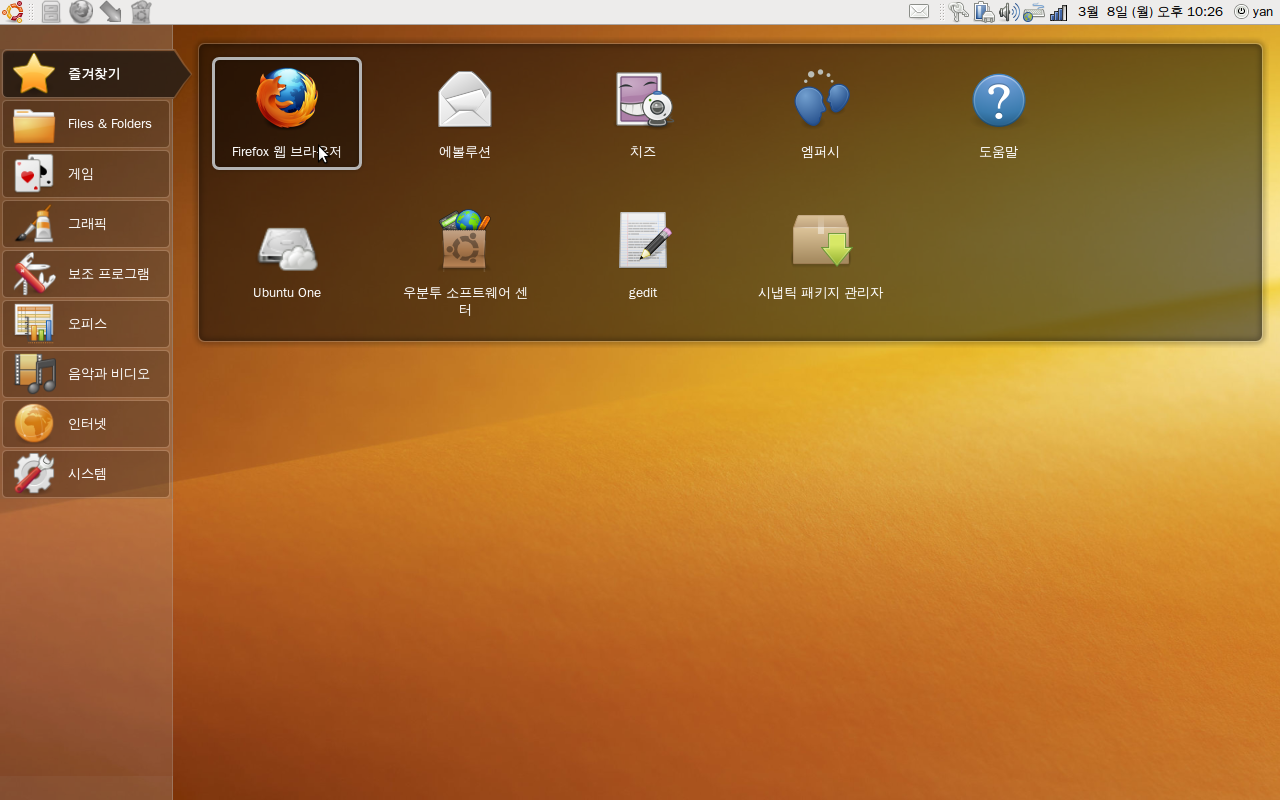 3월 8일 (월) 오후 10:26
yan
즐겨찾기
Files & Folders
게임
그래픽
보조 프로그램
오피스
음악과 비디오
인터넷
시스템
Firefox 웹 브라우저
에볼루션
치즈
엠퍼시
도움말
Ubuntu One
우분투 소프트웨어 센
터
gedit
시냅틱 패키지 관리자